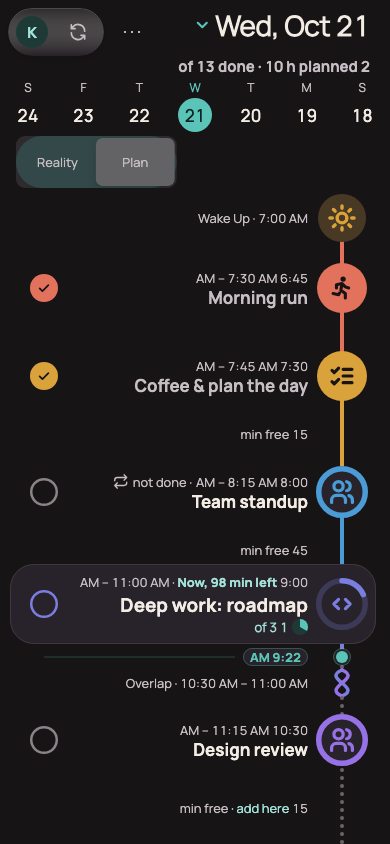 K
...
Wed, Oct 21
of 13 done · 10 h planned 2
S F T W T M S
24 23 22 21 20 19 18
Reality Plan
Wake Up · 7:00 AM
AM – 7:30 AM 6:45
Morning run
AM – 7:45 AM 7:30
Coffee & plan the day
min free 15
not done · AM – 8:15 AM 8:00
Team standup
min free 45
AM – 11:00 AM · Now, 98 min left 9:00
Deep work: roadmap
of 3 1
AM 9:22
Overlap · 10:30 AM – 11:00 AM
AM – 11:15 AM 10:30
Design review
min free · add here 15